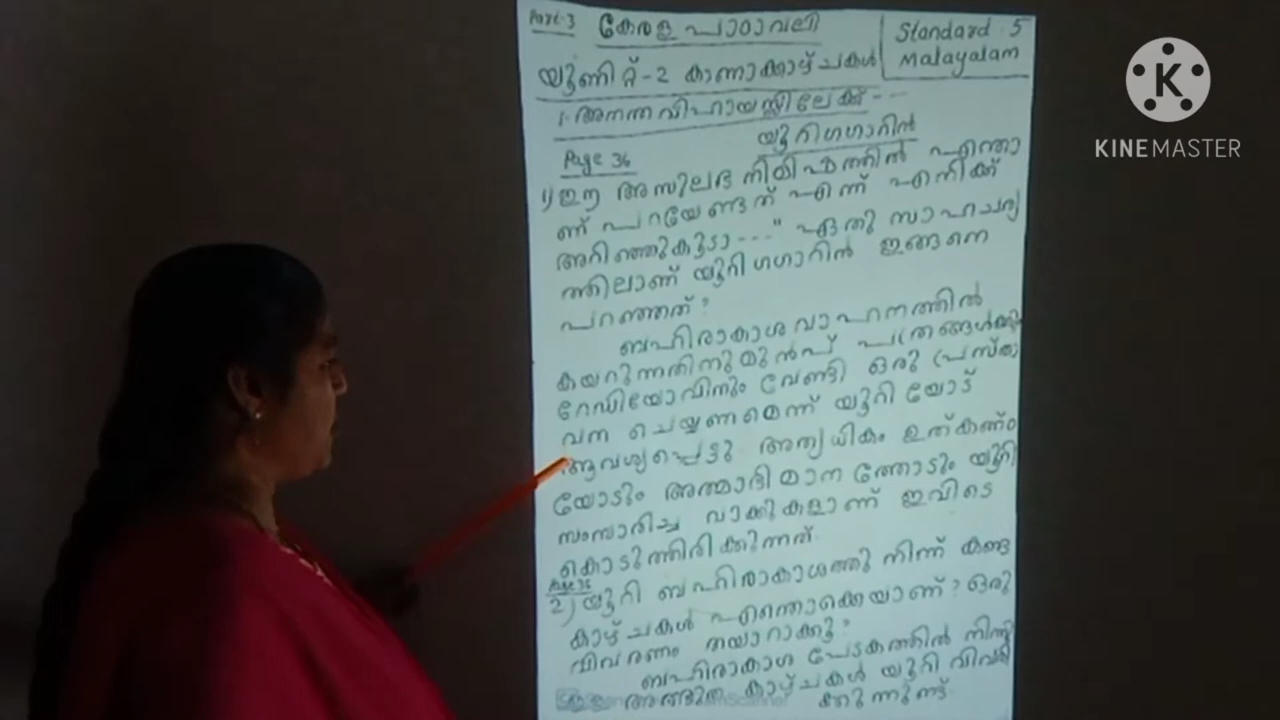 Part-3 കേരള പാഠാവലി
Standard 5
Malayalam
യൂണിറ്റ്-2 കാണാക്കാഴ്ചകൾ
1. അനന്തവിഹായസ്സിലേക്ക് ---
യൂറിഗഗാറിൻ
Page 36
1) ഈ അസുലഭ നിമിഷത്തിൽ എന്താ
ണ് പറയേണ്ടത് എന്ന് എനിക്ക്
അറിഞ്ഞുകൂടാ---" ഏതു സാഹചര്യ
ത്തിലാണ് യൂറിഗഗാറിൻ ഇങ്ങനെ
പറഞ്ഞത്?
ബഹിരാകാശവാഹനത്തിൽ
കയറുന്നതിനുമുൻപ് പത്രങ്ങൾക്കും
റേഡിയോവിനും വേണ്ടി ഒരു പ്രസ്താ
വന ചെയ്യണമെന്ന് യൂറിയോട്
ആവശ്യപ്പെട്ടു അത്യധികം ഉത്കണ്ഠ
യോടും അത്മാഭിമാനത്തോടും യൂറി
സംസാരിച്ച വാക്കുകളാണ് ഇവിടെ
കൊടുത്തിരിക്കുന്നത്.
2) യൂറി ബഹിരാകാശത്തു നിന്ന് കണ്ട
കാഴ്ചകൾ എന്തൊക്കെയാണ്? ഒരു
വിവരണം തയാറാക്കൂ?
ബഹിരാകാശ പേടകത്തിൽ നിന്ന്
അത്ഭുത കാഴ്ചകൾ യൂറി വിവരി
ക്കുന്നുണ്ട്.
K
KINEMASTER